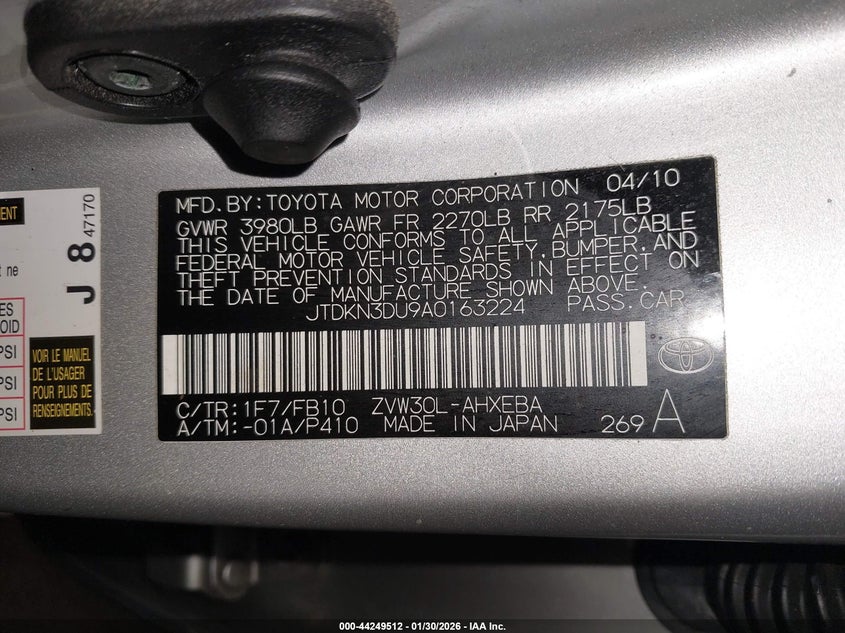 MFD. BY: TOYOTA MOTOR CORPORATION 04/10
GVWR 3980LB GAWR FR 2270LB RR 2175LB
THIS VEHICLE CONFORMS TO ALL APPLICABLE
FEDERAL MOTOR VEHICLE SAFETY, BUMPER, AND
THEFT PREVENTION STANDARDS IN EFFECT ON
THE DATE OF MANUFACTURE SHOWN ABOVE.
JTDKN3DU9A0163224 PASS. CAR
C/TR: 1F7/FB10 ZVW30L-AHXEBA
A/TM: -01A/P410 MADE IN JAPAN 269 A
J 8 47170
PSI
PSI
PSI
VOIR LE MANUEL
DE L'USAGER
POUR PLUS DE
RENSEIGNEMENTS.
000-44249512 - 01/30/2026 - IAA Inc.